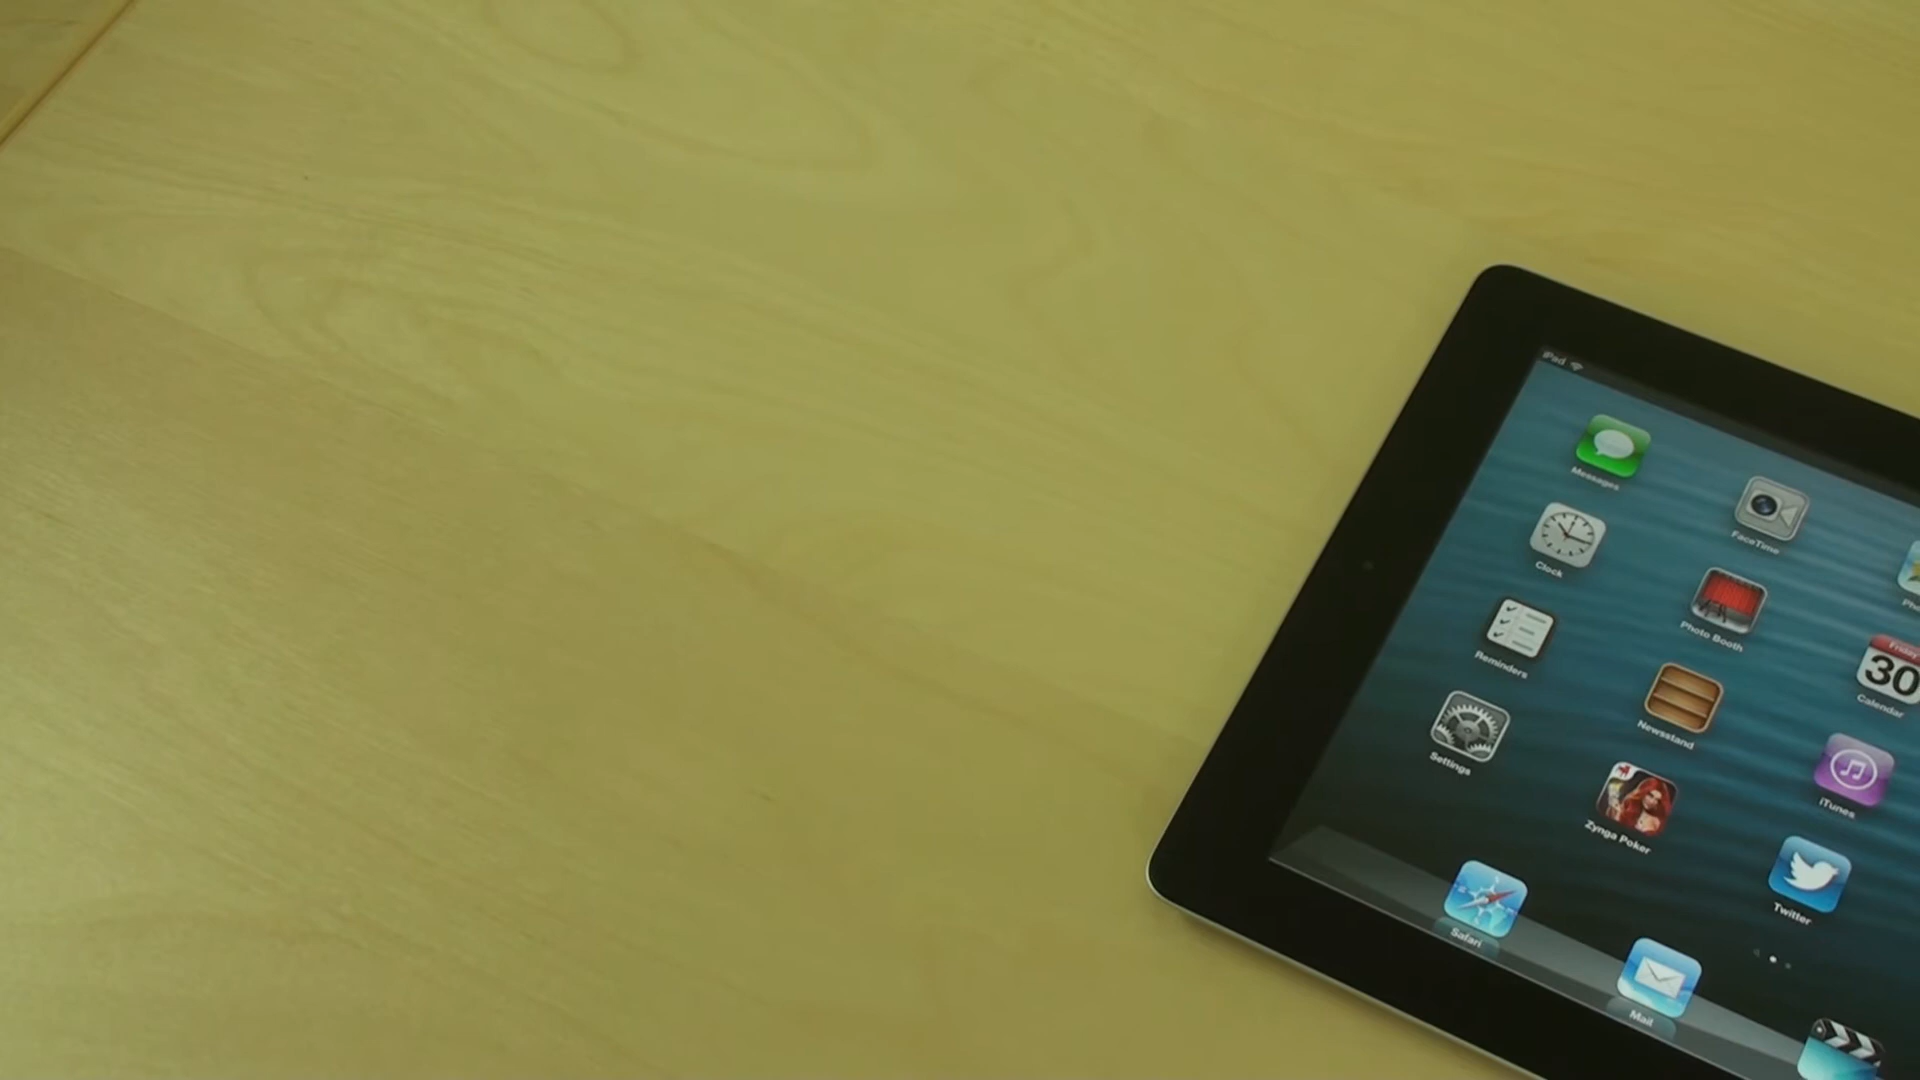 iPad
Messages
FaceTime
Clock
Photo Booth
Friday
30
Calendar
Reminders
Newsstand
iTunes
Settings
Zynga Poker
Twitter
Safari
Mail